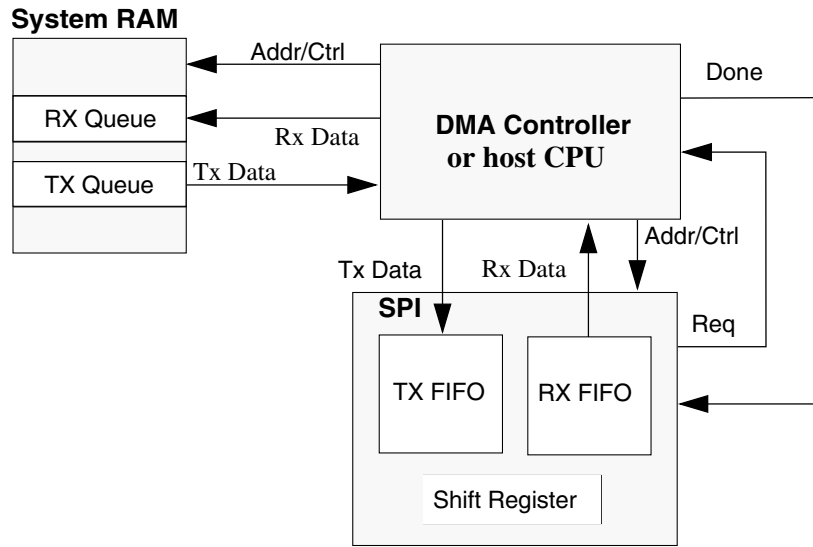 System RAM
Addr/Ctrl
Done
RX Queue
Rx Data
DMA Controller
or host CPU
TX Queue
Tx Data
Addr/Ctrl
Tx Data
Rx Data
SPI
Req
TX FIFO
RX FIFO
Shift Register